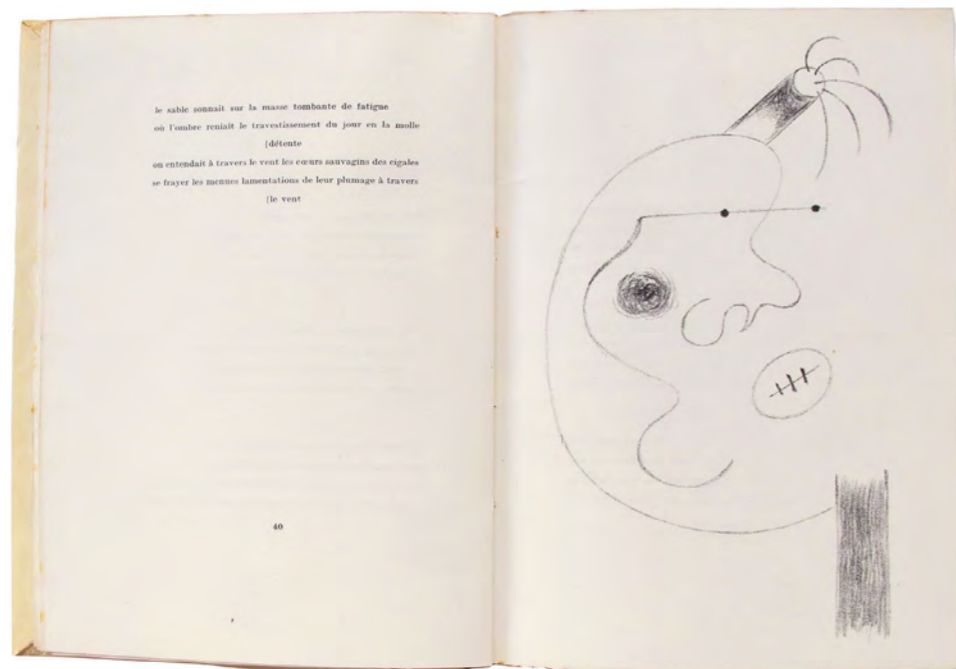 le sable sonnait sur la masse tombante de fatigue
où l'ombre reniait le travestissement du jour en la molle
[détente
on entendait à travers le vent les cœurs sauvagins des cigales
se frayer les menues lamentations de leur plumage à travers
[le vent
40